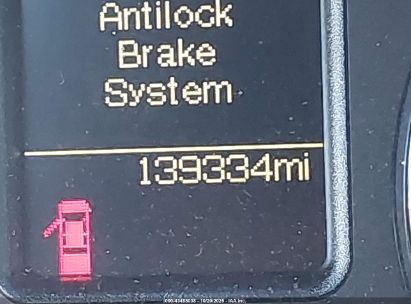 Antilock
Brake
System
139334mi